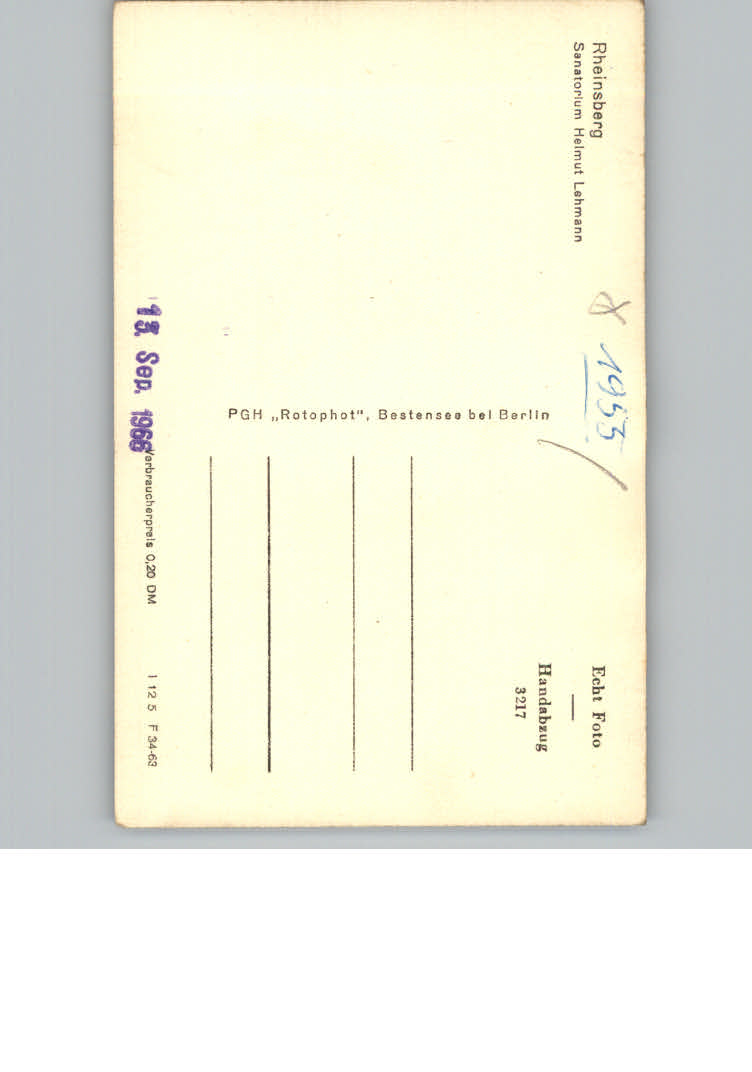 Rheinsberg
Sanatorium Helmut Lehmann
1953
Echt Foto
Handabzug
3217
PGH „Rotophot", Bestensee bei Berlin
Sep. 1966
Verbraucherpreis 0,20 DM
1 12 5 F 34-63